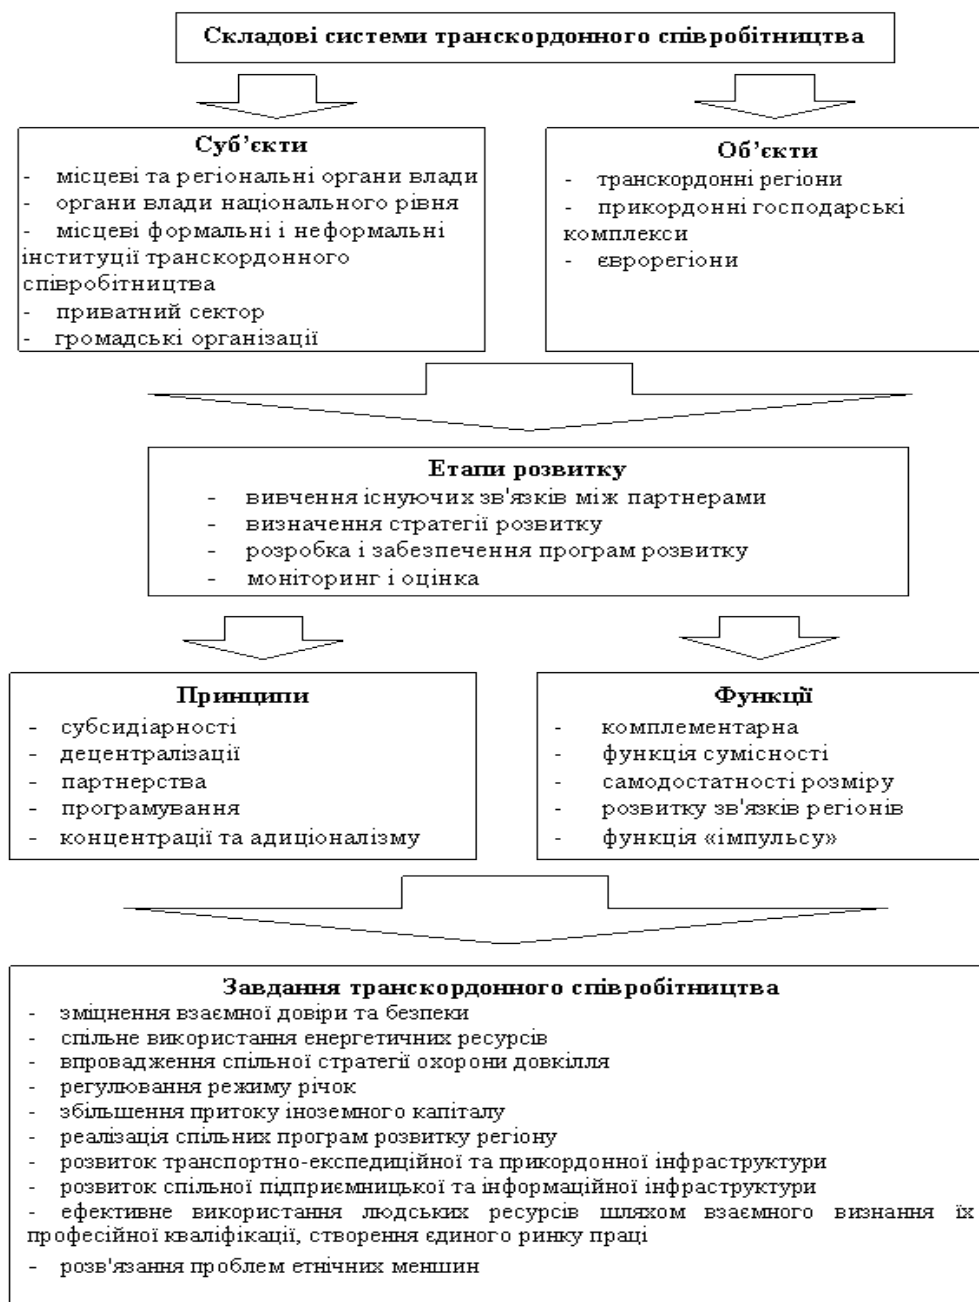 Складові системи транскордонного співробітництва
Суб’єкти
- місцеві та регіональні органи влади
- органи влади національного рівня
- місцеві формальні і неформальні
інституції транскордонного
співробітництва
- приватний сектор
- громадські організації
Об’єкти
- транскордонні регіони
- прикордонні господарські
комплекси
- єврорегіони
Етапи розвитку
- вивчення існуючих зв'язків між партнерами
- визначення стратегії розвитку
- розробка і забезпечення програм розвитку
- моніторинг і оцінка
Принципи
- субсидіарності
- децентралізації
- партнерства
- програмування
- концентрації та адиціоналізму
Функції
- комплементарна
- функція сумісності
- самодостатності розміру
- розвитку зв'язків регіонів
- функція «імпульсу»
Завдання транскордонного співробітництва
- зміцнення взаємної довіри та безпеки
- спільне використання енергетичних ресурсів
- впровадження спільної стратегії охорони довкілля
- регулювання режиму річок
- збільшення притоку іноземного капіталу
- реалізація спільних програм розвитку регіону
- розвиток транспортно-експедиційної та прикордонної інфраструктури
- розвиток спільної підприємницької та інформаційної інфраструктури
- ефективне використання людських ресурсів шляхом взаємного визнання їх
професійної кваліфікації, створення єдиного ринку праці
- розв'язання проблем етнічних меншин